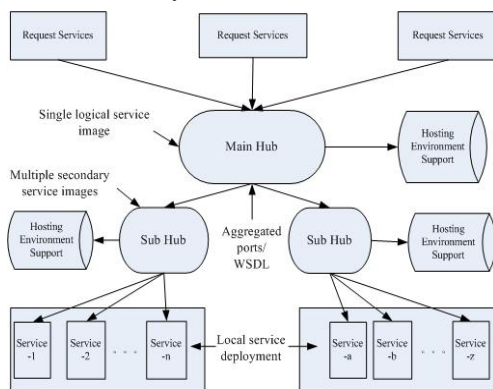 Request Services
Request Services
Request Services
Single logical service
image
Main Hub
Hosting
Environment
Support
Multiple secondary
service images
Hosting
Environment
Support
Sub Hub
Aggregated
ports/
WSDL
Sub Hub
Hosting
Environment
Support
Service
-1
Service
-2
. . .
Service
-n
Local service
deployment
Service
-a
Service
-b
. . .
Service
-z